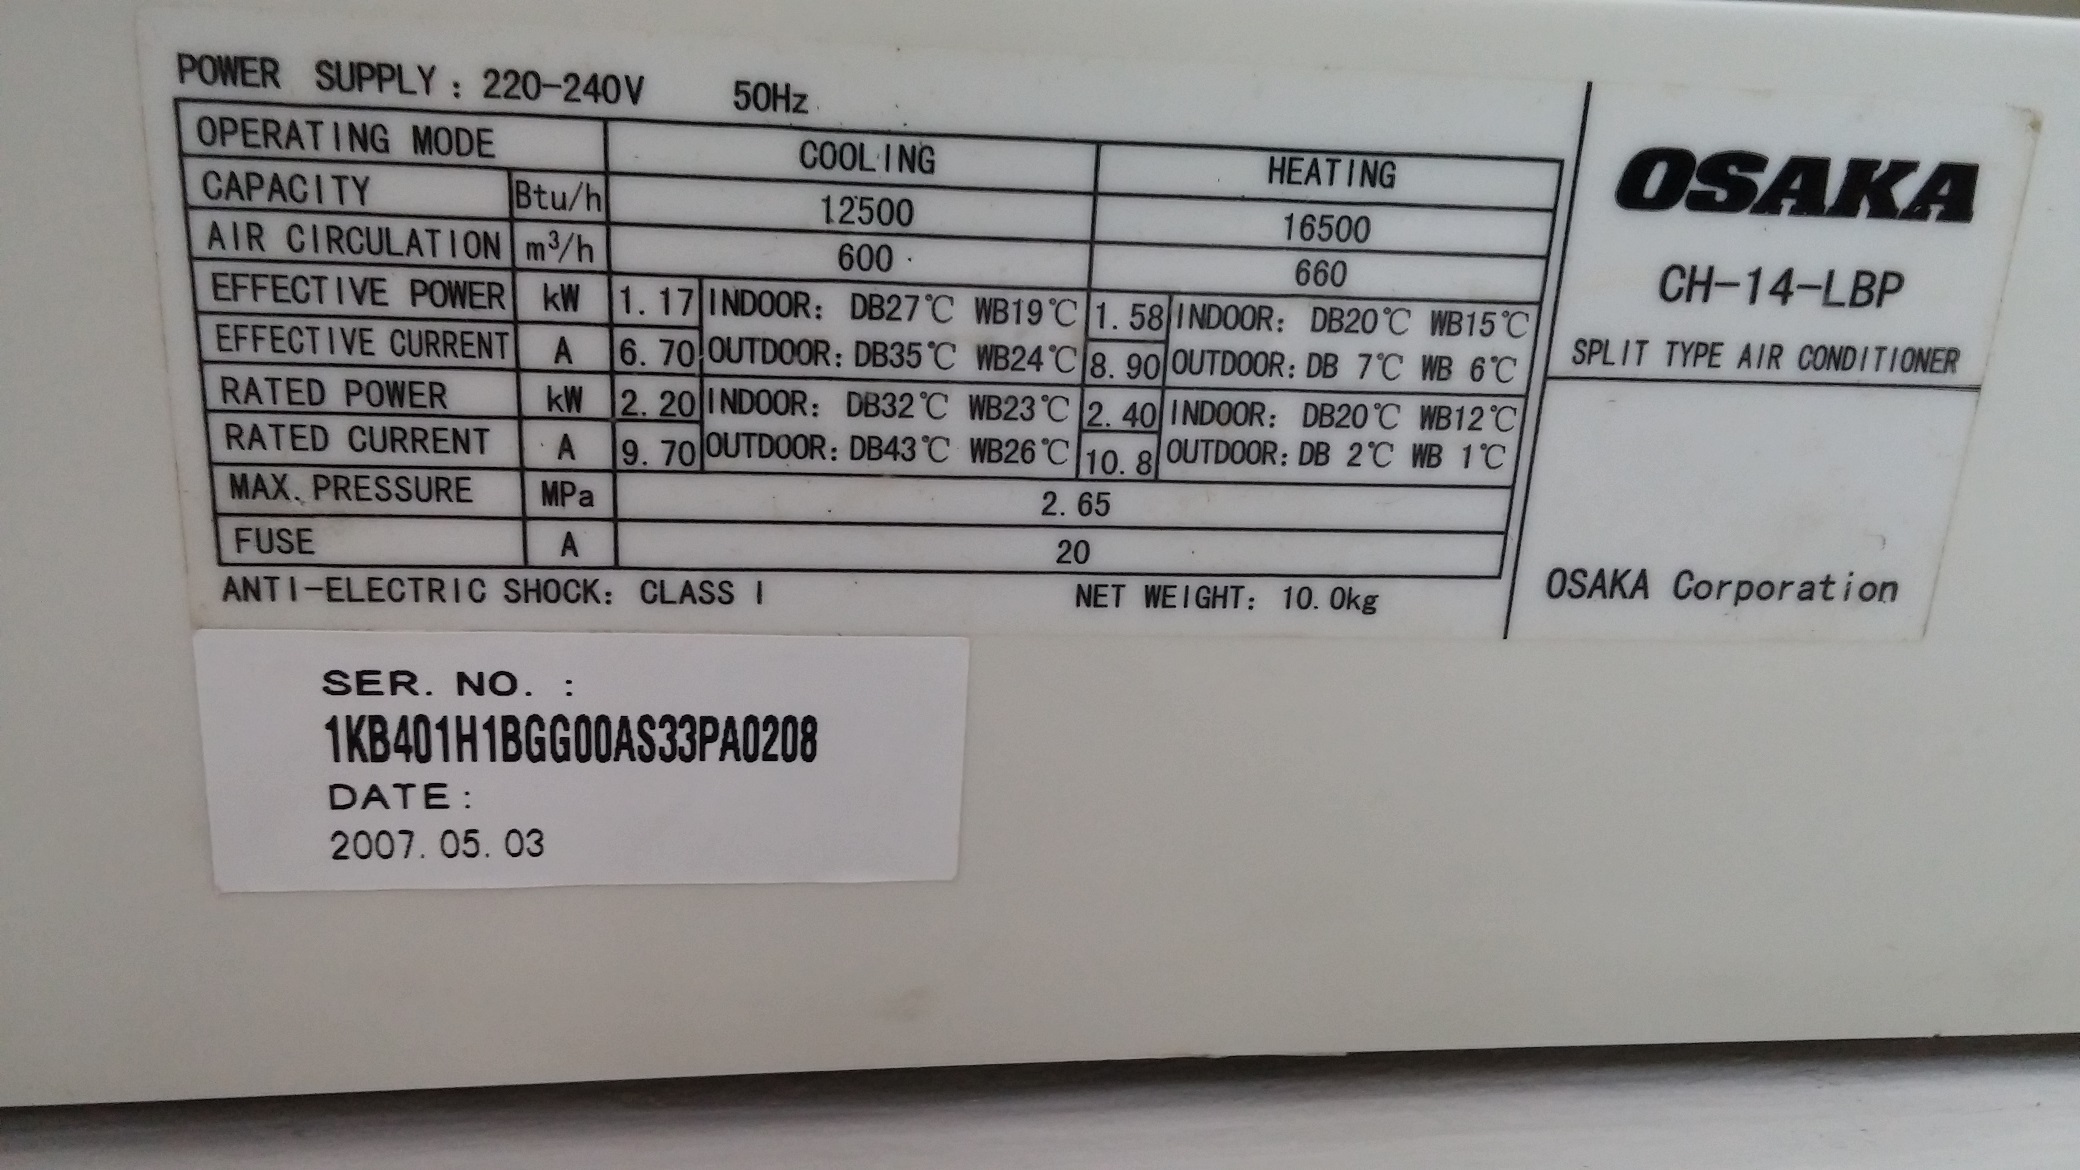 POWER SUPPLY: 220-240V 50Hz
OPERATING MODE COOLING HEATING
CAPACITY Btu/h 12500 16500
AIR CIRCULATION m³/h 600 660
EFFECTIVE POWER kW 1.17 INDOOR: DB27℃ WB19℃ 1.58 INDOOR: DB20℃ WB15℃
EFFECTIVE CURRENT A 6.70 OUTDOOR: DB35℃ WB24℃ 8.90 OUTDOOR: DB 7℃ WB 6℃
RATED POWER kW 2.20 INDOOR: DB32℃ WB23℃ 2.40 INDOOR: DB20℃ WB12℃
RATED CURRENT A 9.70 OUTDOOR: DB43℃ WB26℃ 10.8 OUTDOOR: DB 2℃ WB 1℃
MAX. PRESSURE MPa 2.65
FUSE A 20
ANTI-ELECTRIC SHOCK: CLASS I NET WEIGHT: 10.0kg
OSAKA
CH-14-LBP
SPLIT TYPE AIR CONDITIONER
OSAKA Corporation
SER. NO. :
1KB401H1BGG00AS33PA0208
DATE:
2007.05.03